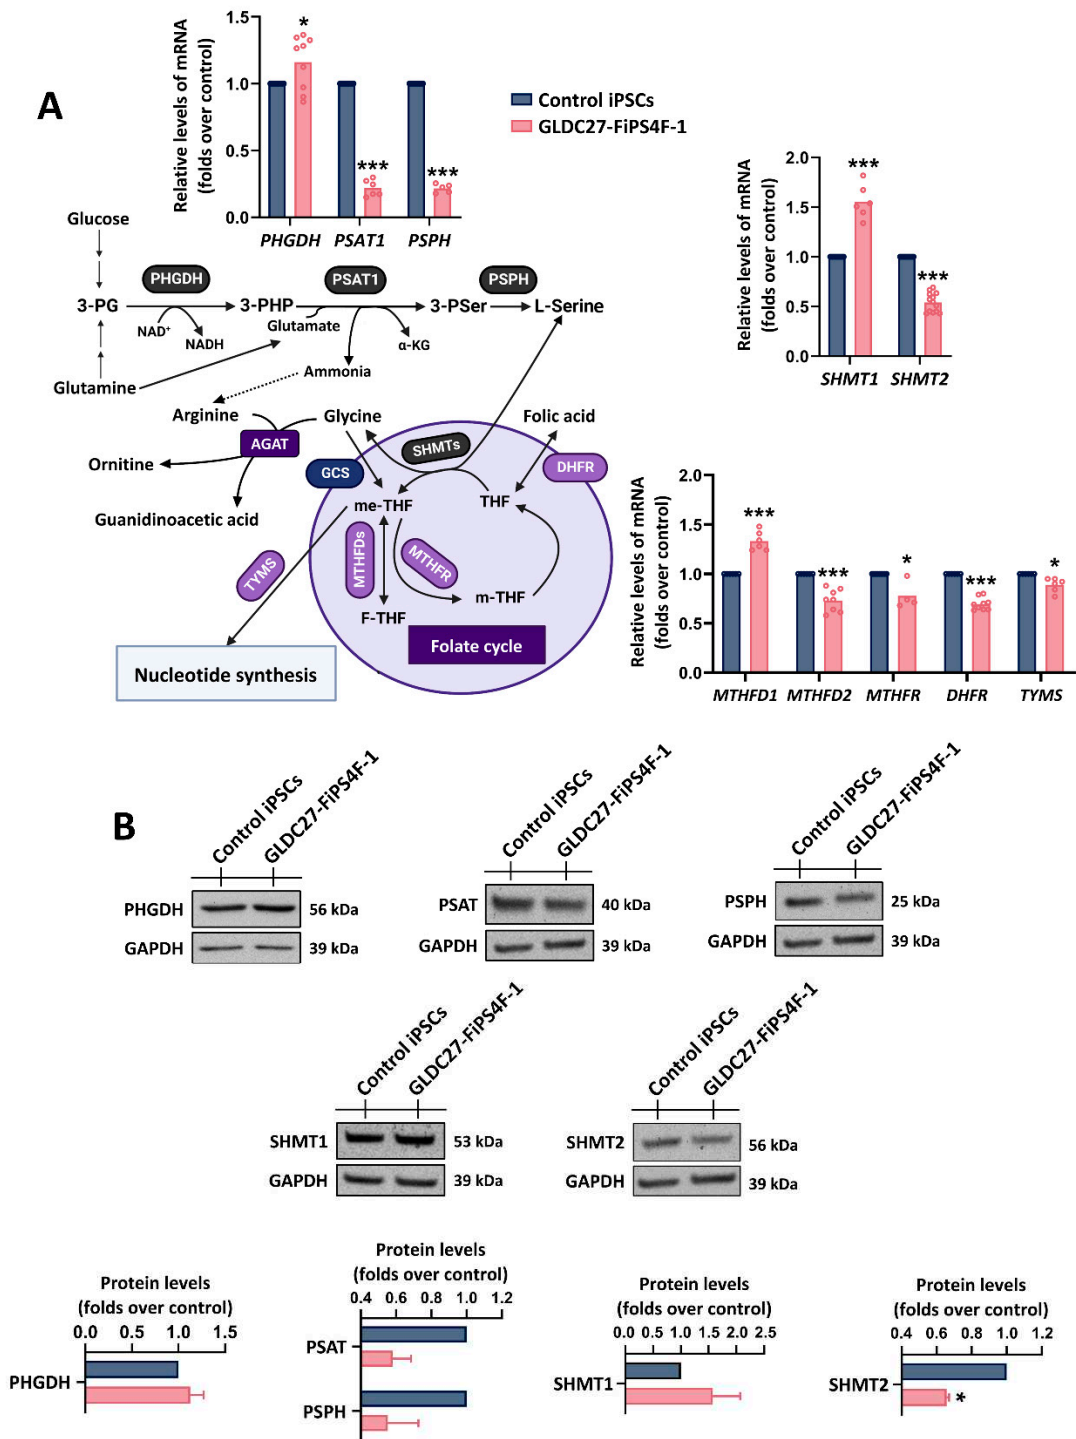 A
Relative levels of mRNA
(folds over control)
1.5
1.0
0.5
0.0
*
***
***
PHGDH
PSAT1
PSPH
Control iPSCs
GLDC27-FiPS4F-1
Relative levels of mRNA
(folds over control)
2.0
1.5
1.0
0.5
0.0
***
***
SHMT1
SHMT2
Glucose
PHGDH
PSAT1
PSPH
3-PG
3-PHP
3-PSer
L-Serine
NAD+
NADH
Glutamate
α-KG
Glutamine
Ammonia
Arginine
Glycine
Folic acid
AGAT
SHMTs
Ornitine
GCS
DHFR
me-THF
THF
Guanidinoacetic acid
TYMS
MTHFDs
MTHFR
m-THF
F-THF
Folate cycle
Nucleotide synthesis
Relative levels of mRNA
(folds over control)
2.0
1.5
1.0
0.5
0.0
***
***
*
***
*
MTHFD1
MTHFD2
MTHFR
DHFR
TYMS
B
Control iPSCs
GLDC27-FiPS4F-1
PHGDH
56 kDa
GAPDH
39 kDa
Control iPSCs
GLDC27-FiPS4F-1
PSAT
40 kDa
GAPDH
39 kDa
Control iPSCs
GLDC27-FiPS4F-1
PSPH
25 kDa
GAPDH
39 kDa
Control iPSCs
GLDC27-FiPS4F-1
SHMT1
53 kDa
GAPDH
39 kDa
Control iPSCs
GLDC27-FiPS4F-1
SHMT2
56 kDa
GAPDH
39 kDa
Protein levels
(folds over control)
0.0 0.5 1.0 1.5
PHGDH
Protein levels
(folds over control)
0.4 0.6 0.8 1.0 1.2
PSAT
PSPH
Protein levels
(folds over control)
0.0 0.5 1.0 1.5 2.0 2.5
SHMT1
Protein levels
(folds over control)
0.4 0.6 0.8 1.0 1.2
SHMT2
*